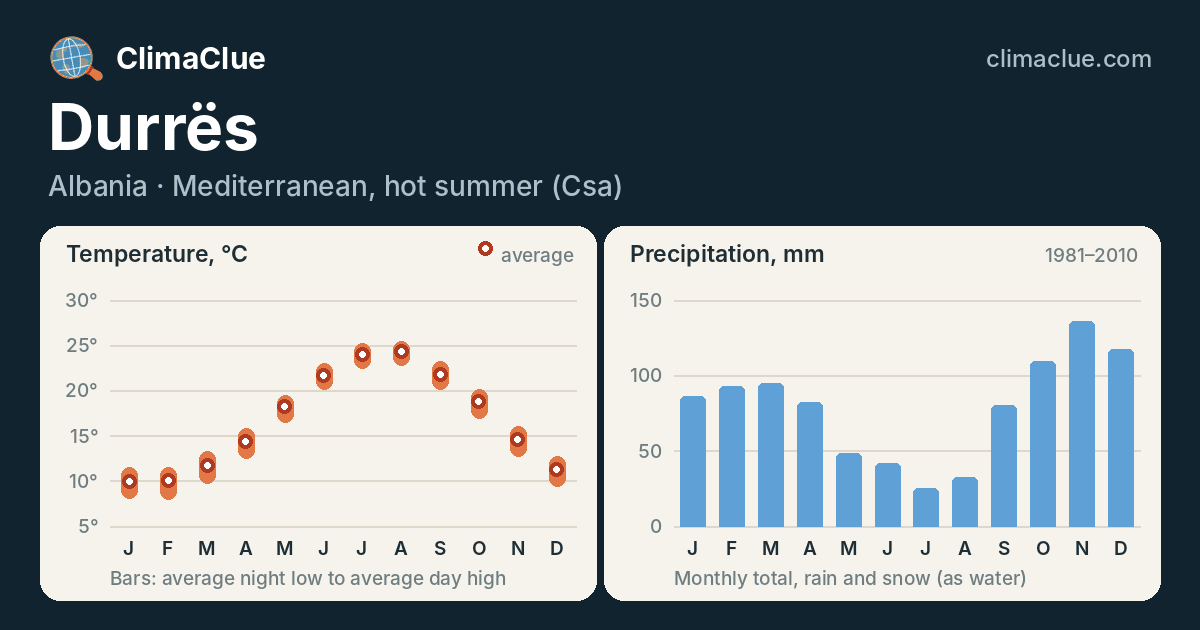 ClimaClue
climaclue.com
Durrës
Albania · Mediterranean, hot summer (Csa)
Temperature, °C
average
30°
25°
20°
15°
10°
5°
J F M A M J J A S O N D
Bars: average night low to average day high
Precipitation, mm
1981–2010
150
100
50
0
J F M A M J J A S O N D
Monthly total, rain and snow (as water)